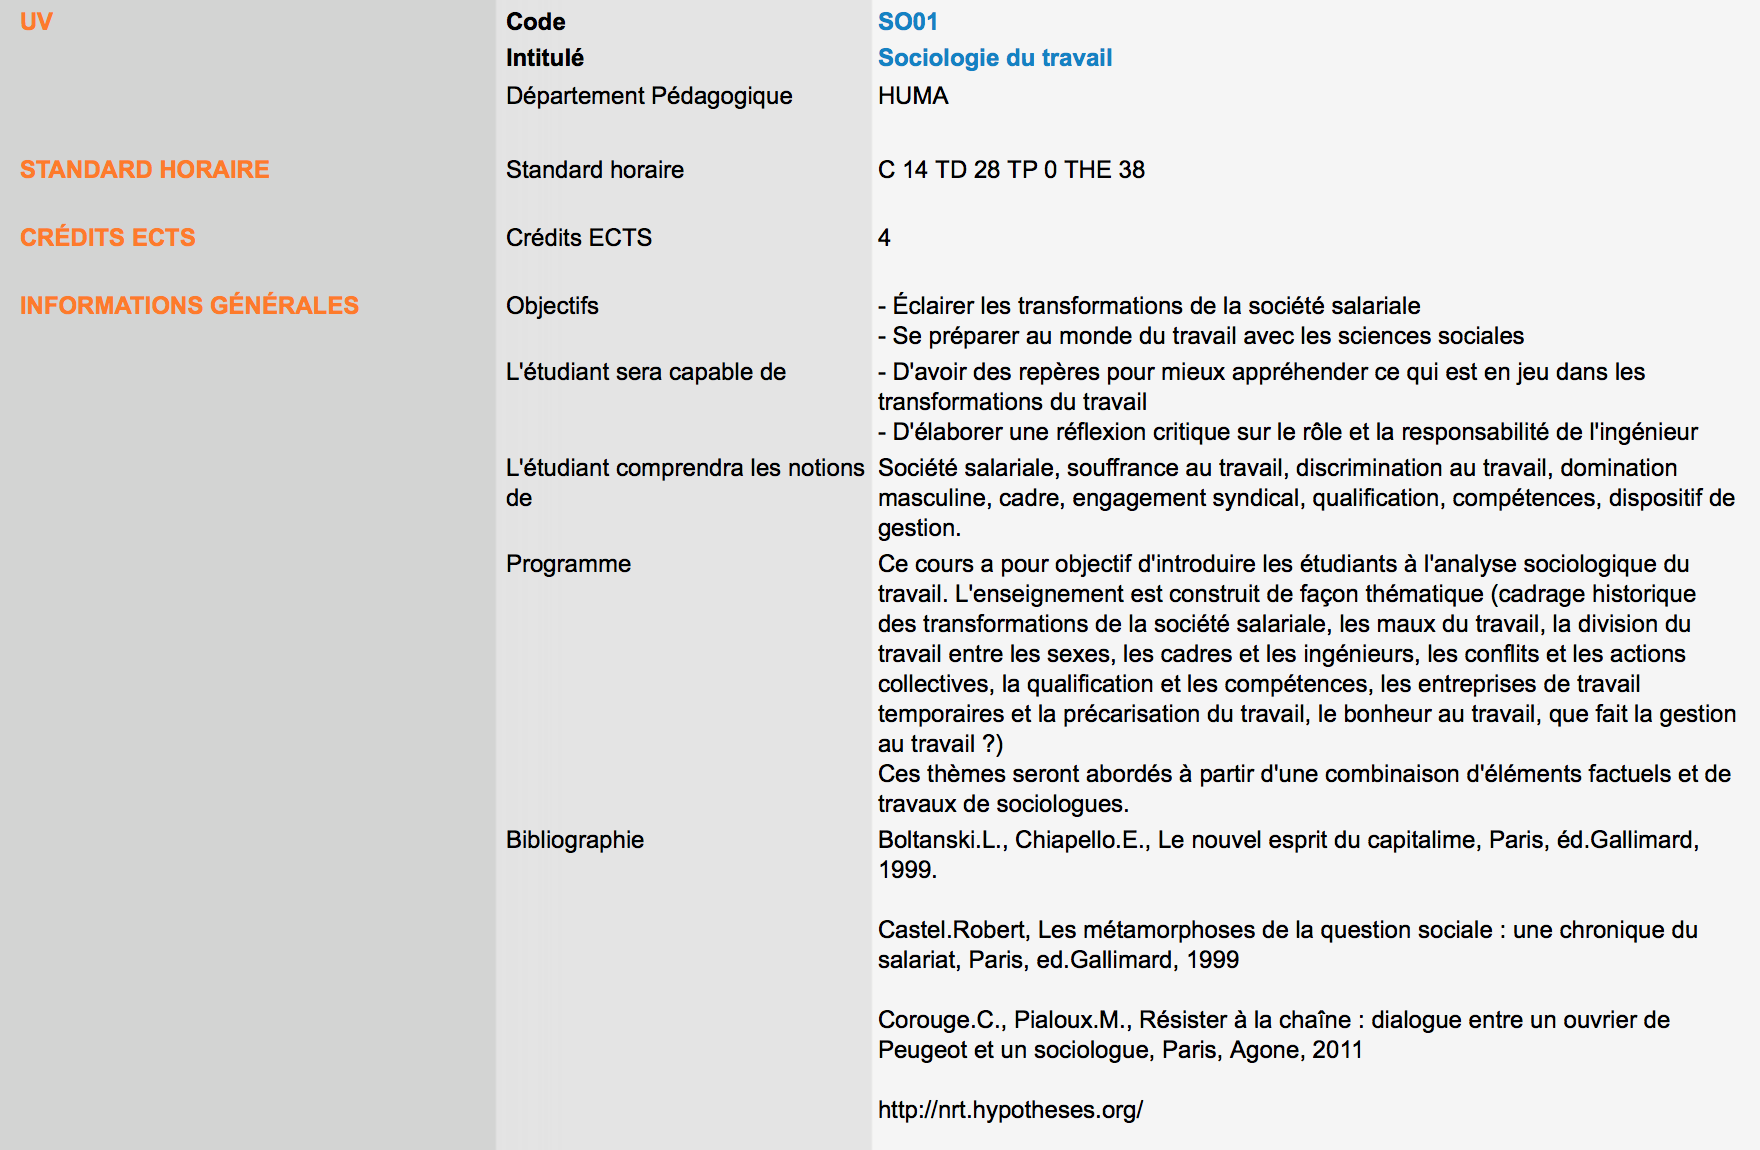 UV Code SO01
Intitulé Sociologie du travail
Département Pédagogique HUMA
STANDARD HORAIRE Standard horaire C 14 TD 28 TP 0 THE 38
CRÉDITS ECTS Crédits ECTS 4
INFORMATIONS GÉNÉRALES Objectifs - Éclairer les transformations de la société salariale
- Se préparer au monde du travail avec les sciences sociales
L'étudiant sera capable de - D'avoir des repères pour mieux appréhender ce qui est en jeu dans les
transformations du travail
- D'élaborer une réflexion critique sur le rôle et la responsabilité de l'ingénieur
L'étudiant comprendra les notions Société salariale, souffrance au travail, discrimination au travail, domination
de masculine, cadre, engagement syndical, qualification, compétences, dispositif de
gestion.
Programme Ce cours a pour objectif d'introduire les étudiants à l'analyse sociologique du
travail. L'enseignement est construit de façon thématique (cadrage historique
des transformations de la société salariale, les maux du travail, la division du
travail entre les sexes, les cadres et les ingénieurs, les conflits et les actions
collectives, la qualification et les compétences, les entreprises de travail
temporaires et la précarisation du travail, le bonheur au travail, que fait la gestion
au travail ?)
Ces thèmes seront abordés à partir d'une combinaison d'éléments factuels et de
travaux de sociologues.
Bibliographie Boltanski.L., Chiapello.E., Le nouvel esprit du capitalime, Paris, éd.Gallimard,
1999.
Castel.Robert, Les métamorphoses de la question sociale : une chronique du
salariat, Paris, ed.Gallimard, 1999
Corouge.C., Pialoux.M., Résister à la chaîne : dialogue entre un ouvrier de
Peugeot et un sociologue, Paris, Agone, 2011
http://nrt.hypotheses.org/